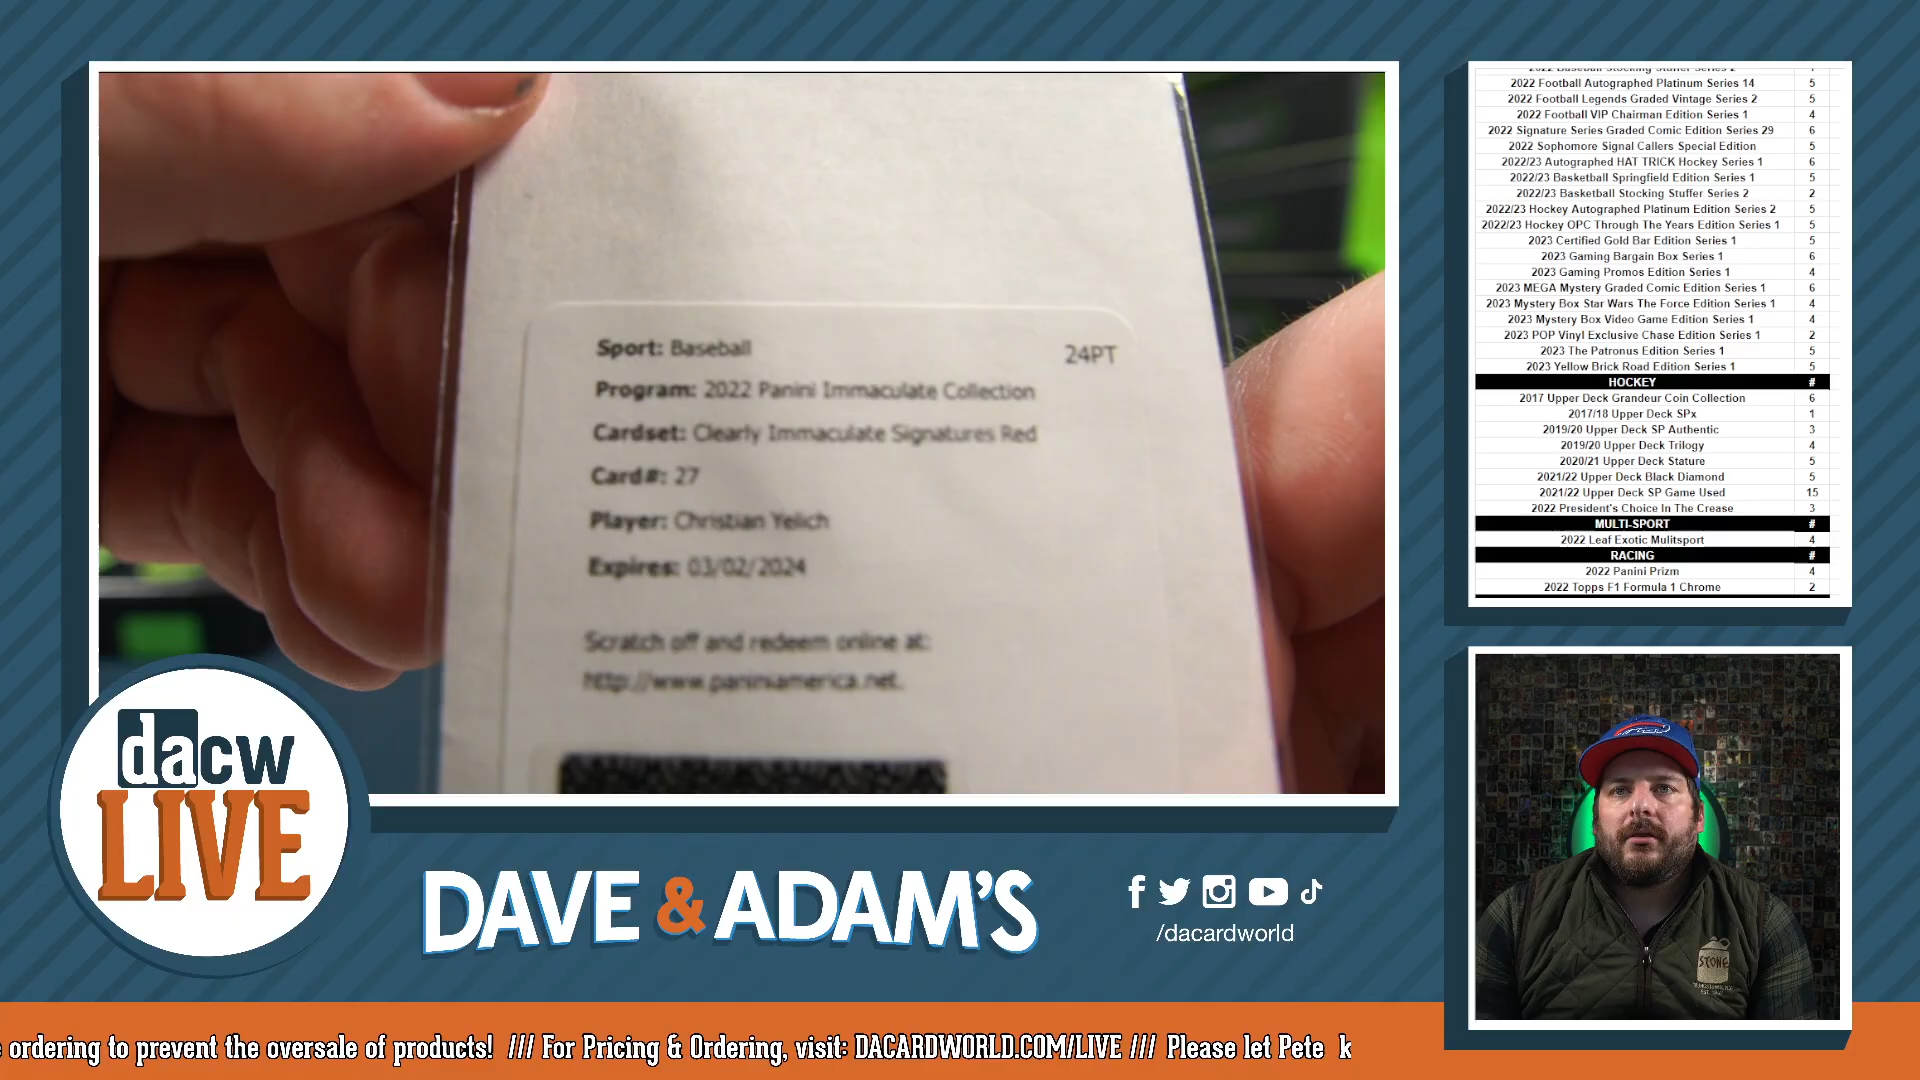 Sport: Baseball
24PT
Program: 2022 Panini Immaculate Collection
Cardset: Clearly Immaculate Signatures Red
Card#: 27
Player: Christian Yelich
Expires: 03/02/2024
Scratch off and redeem online at:
http://www.paniniamerica.net.
2022 Baseball Stocking Stuffer Series 2
2022 Football Autographed Platinum Series 14 5
2022 Football Legends Graded Vintage Series 2 5
2022 Football VIP Chairman Edition Series 1 4
2022 Signature Series Graded Comic Edition Series 29 6
2022 Sophomore Signal Callers Special Edition 5
2022/23 Autographed HAT TRICK Hockey Series 1 6
2022/23 Basketball Springfield Edition Series 1 5
2022/23 Basketball Stocking Stuffer Series 2 2
2022/23 Hockey Autographed Platinum Edition Series 2 5
2022/23 Hockey OPC Through The Years Edition Series 1 5
2023 Certified Gold Bar Edition Series 1 5
2023 Gaming Bargain Box Series 1 6
2023 Gaming Promos Edition Series 1 4
2023 MEGA Mystery Graded Comic Edition Series 1 6
2023 Mystery Box Star Wars The Force Edition Series 1 4
2023 Mystery Box Video Game Edition Series 1 4
2023 POP Vinyl Exclusive Chase Edition Series 1 2
2023 The Patronus Edition Series 1 5
2023 Yellow Brick Road Edition Series 1 5
HOCKEY #
2017 Upper Deck Grandeur Coin Collection 6
2017/18 Upper Deck SPx 1
2019/20 Upper Deck SP Authentic 3
2019/20 Upper Deck Trilogy 4
2020/21 Upper Deck Stature 5
2021/22 Upper Deck Black Diamond 5
2021/22 Upper Deck SP Game Used 15
2022 President's Choice In The Crease 3
MULTI-SPORT #
2022 Leaf Exotic Mulitsport 4
RACING #
2022 Panini Prizm 4
2022 Topps F1 Formula 1 Chrome 2
dacw
LIVE
DAVE & ADAM'S
/dacardworld
STONE
ordering to prevent the oversale of products! /// For Pricing & Ordering, visit: DACARDWORLD.COM/LIVE /// Please let Pete k